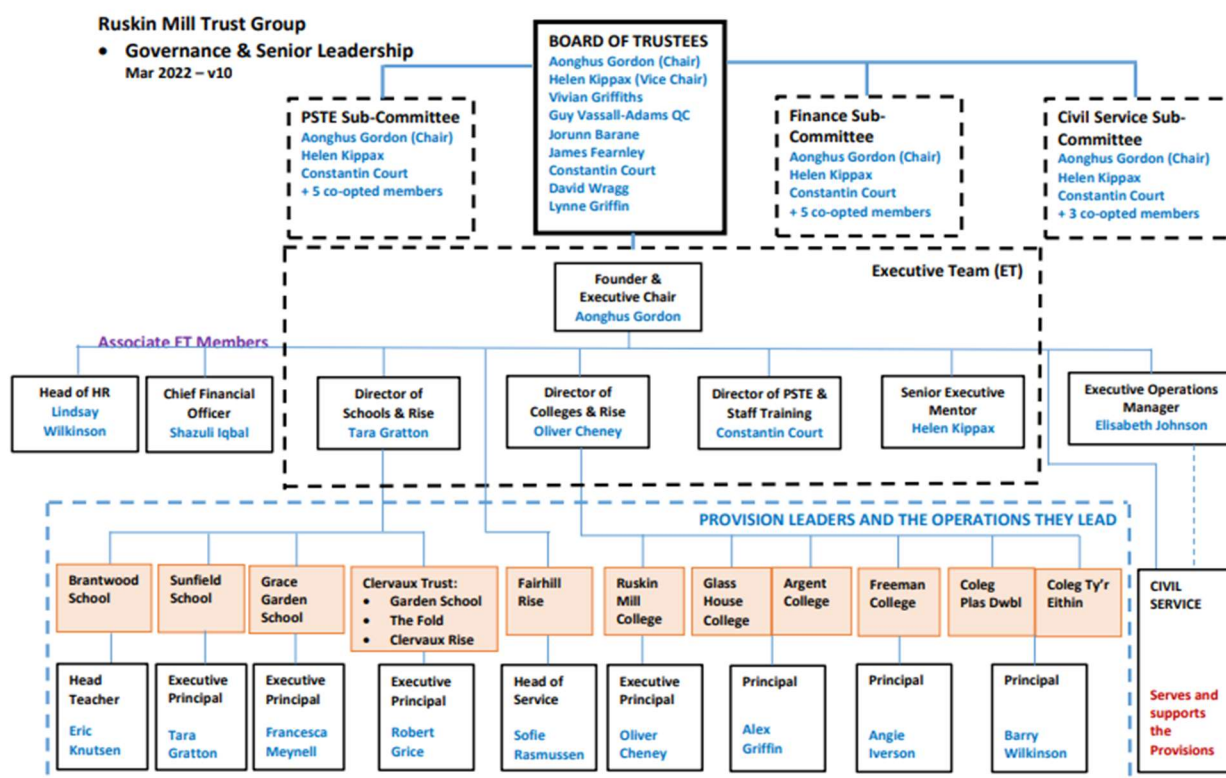 Ruskin Mill Trust Group
• Governance & Senior Leadership
Mar 2022 – v10
BOARD OF TRUSTEES
Aonghus Gordon (Chair)
Helen Kippax (Vice Chair)
Vivian Griffiths
Guy Vassall-Adams QC
Jorunn Barane
James Fearnley
Constantin Court
David Wragg
Lynne Griffin
PSTE Sub-Committee
Aonghus Gordon (Chair)
Helen Kippax
Constantin Court
+ 5 co-opted members
Finance Sub-
Committee
Aonghus Gordon (Chair)
Helen Kippax
Constantin Court
+ 5 co-opted members
Civil Service Sub-
Committee
Aonghus Gordon (Chair)
Helen Kippax
Constantin Court
+ 3 co-opted members
Executive Team (ET)
Founder &
Executive Chair
Aonghus Gordon
Associate ET Members
Head of HR
Lindsay
Wilkinson
Chief Financial
Officer
Shazuli Iqbal
Director of
Schools & Rise
Tara Gratton
Director of
Colleges & Rise
Oliver Cheney
Director of PSTE &
Staff Training
Constantin Court
Senior Executive
Mentor
Helen Kippax
Executive Operations
Manager
Elisabeth Johnson
PROVISION LEADERS AND THE OPERATIONS THEY LEAD
Brantwood
School
Sunfield
School
Grace
Garden
School
Clervaux Trust:
• Garden School
• The Fold
• Clervaux Rise
Fairhill
Rise
Ruskin
Mill
College
Glass
House
College
Argent
College
Freeman
College
Coleg
Plas Dwbl
Coleg Ty’r
Eithin
CIVIL
SERVICE
Serves and
supports
the
Provisions
Head
Teacher
Eric
Knutsen
Executive
Principal
Tara
Gratton
Executive
Principal
Francesca
Meynell
Executive
Principal
Robert
Grice
Head of
Service
Sofie
Rasmussen
Executive
Principal
Oliver
Cheney
Principal
Alex
Griffin
Principal
Angie
Iverson
Principal
Barry
Wilkinson